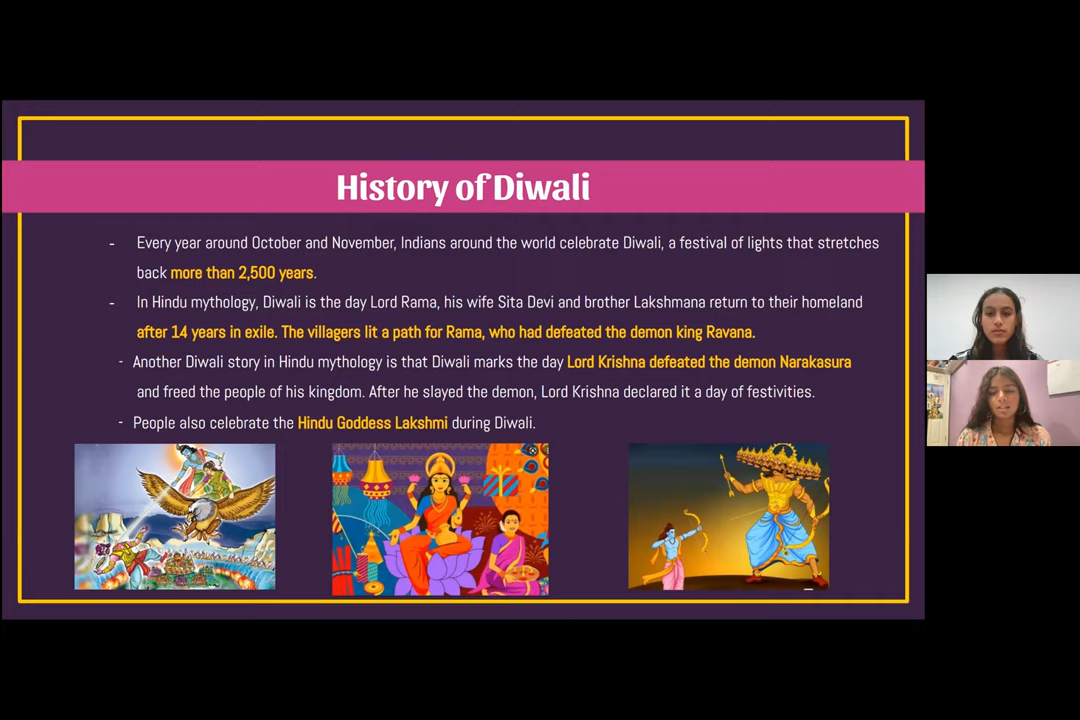 History of Diwali
- Every year around October and November, Indians around the world celebrate Diwali, a festival of lights that stretches
back more than 2,500 years.
- In Hindu mythology, Diwali is the day Lord Rama, his wife Sita Devi and brother Lakshmana return to their homeland
after 14 years in exile. The villagers lit a path for Rama, who had defeated the demon king Ravana.
- Another Diwali story in Hindu mythology is that Diwali marks the day Lord Krishna defeated the demon Narakasura
and freed the people of his kingdom. After he slayed the demon, Lord Krishna declared it a day of festivities.
- People also celebrate the Hindu Goddess Lakshmi during Diwali.